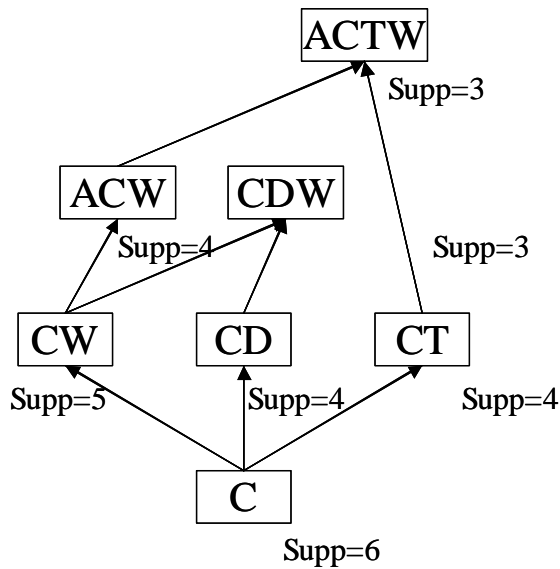 ACTW
Supp=3
ACW
CDW
Supp=4
Supp=3
CW
CD
CT
Supp=5
Supp=4
Supp=4
C
Supp=6